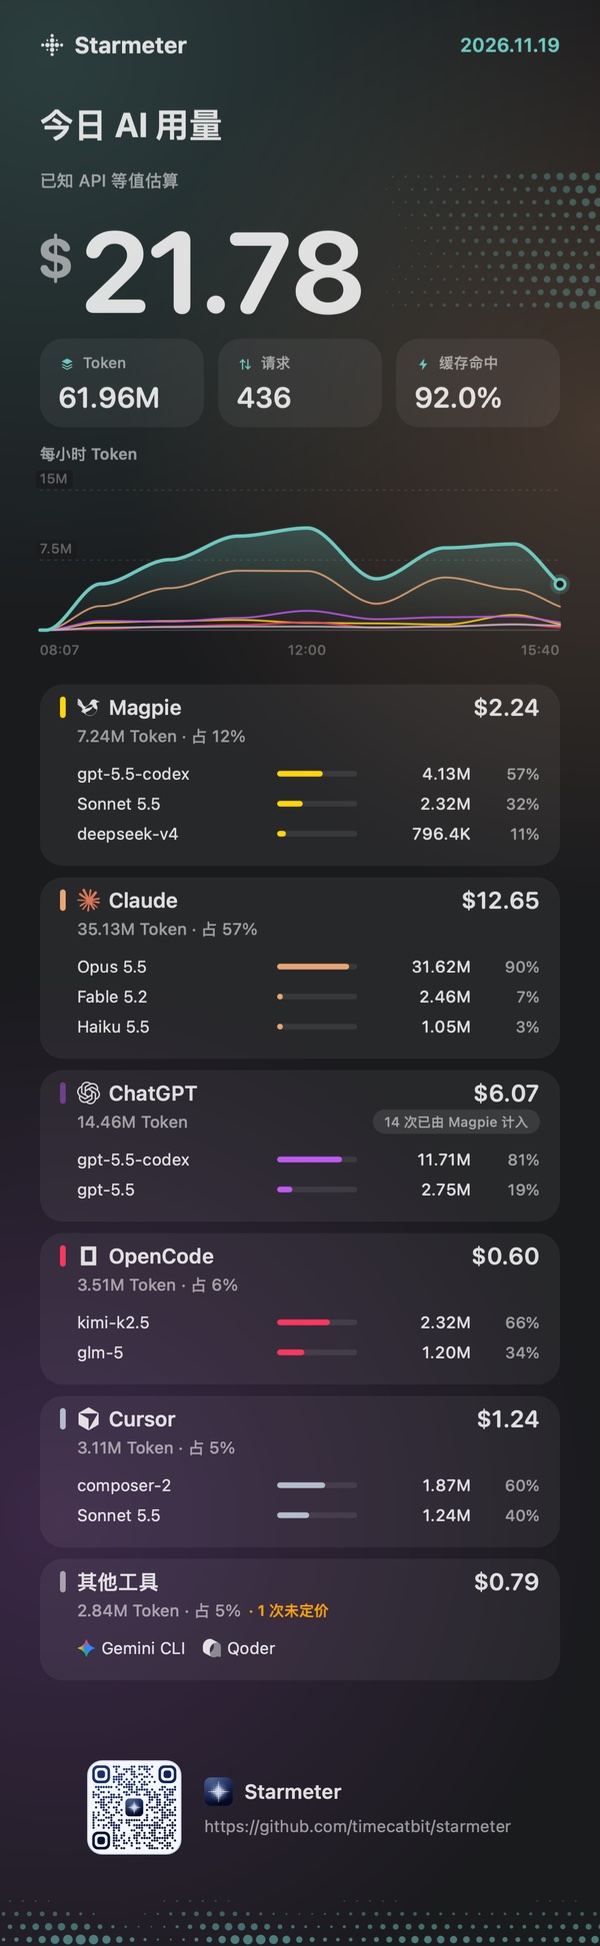 Starmeter
2026.11.19
今日 AI 用量
已知 API 等值估算
$21.78
Token
61.96M
请求
436
缓存命中
92.0%
每小时 Token
15M
7.5M
08:07 12:00 15:40
Magpie $2.24
7.24M Token · 占 12%
gpt-5.5-codex 4.13M 57%
Sonnet 5.5 2.32M 32%
deepseek-v4 796.4K 11%
Claude $12.65
35.13M Token · 占 57%
Opus 5.5 31.62M 90%
Fable 5.2 2.46M 7%
Haiku 5.5 1.05M 3%
ChatGPT $6.07
14.46M Token 14 次已由 Magpie 计入
gpt-5.5-codex 11.71M 81%
gpt-5.5 2.75M 19%
OpenCode $0.60
3.51M Token · 占 6%
kimi-k2.5 2.32M 66%
glm-5 1.20M 34%
Cursor $1.24
3.11M Token · 占 5%
composer-2 1.87M 60%
Sonnet 5.5 1.24M 40%
其他工具 $0.79
2.84M Token · 占 5% · 1 次未定价
Gemini CLI Qoder
Starmeter
https://github.com/timecatbit/starmeter